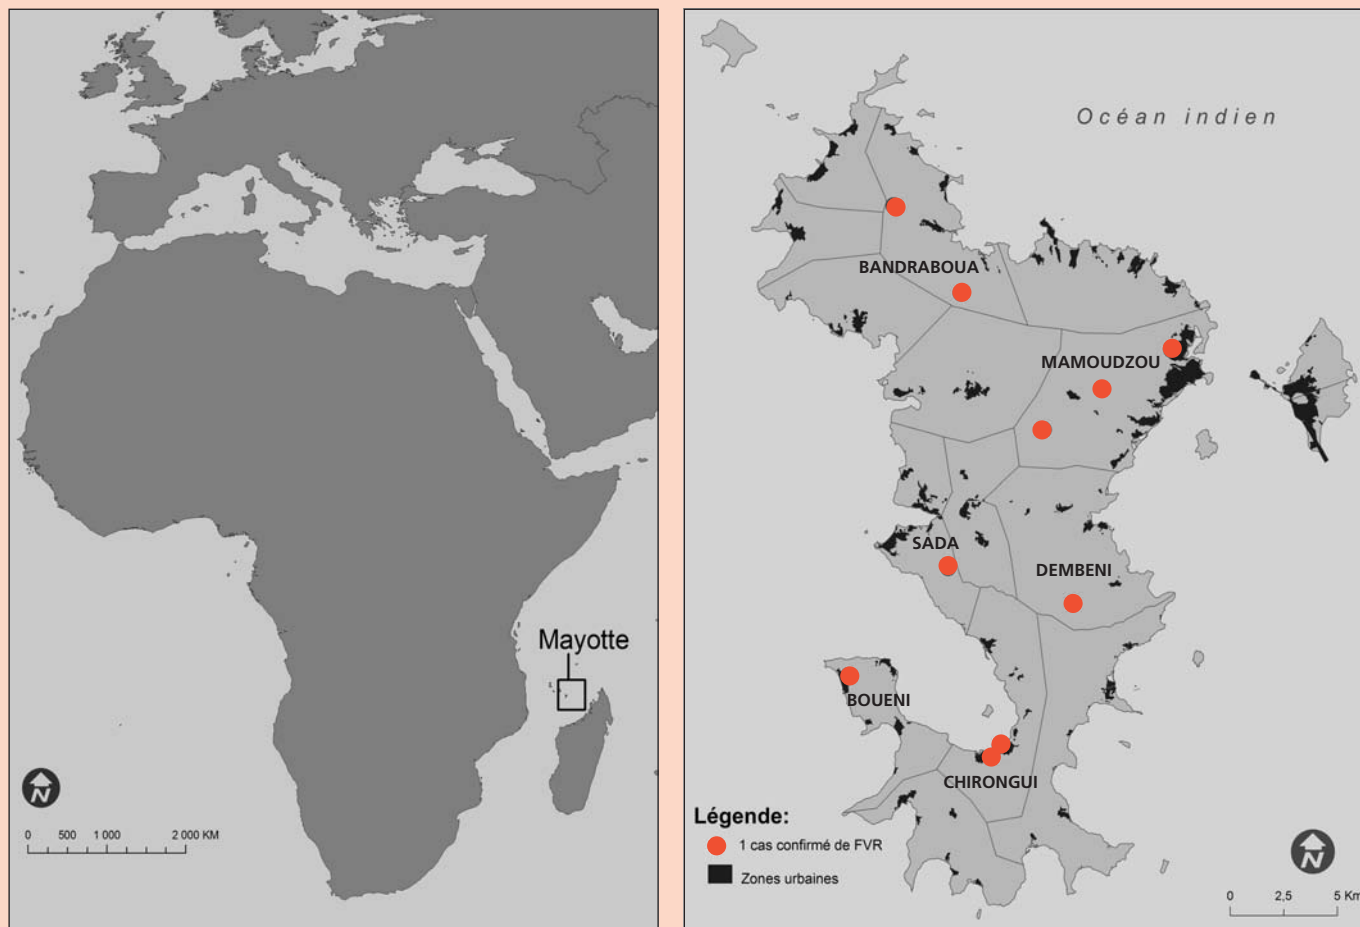 Mayotte
N
0 500 1 000 2 000 KM
Océan indien
BANDRABOUA
MAMOUDZOU
SADA
DEMBENI
BOUENI
CHIRONGUI
Légende:
1 cas confirmé de FVR
Zones urbaines
N
0 2,5 5 Km